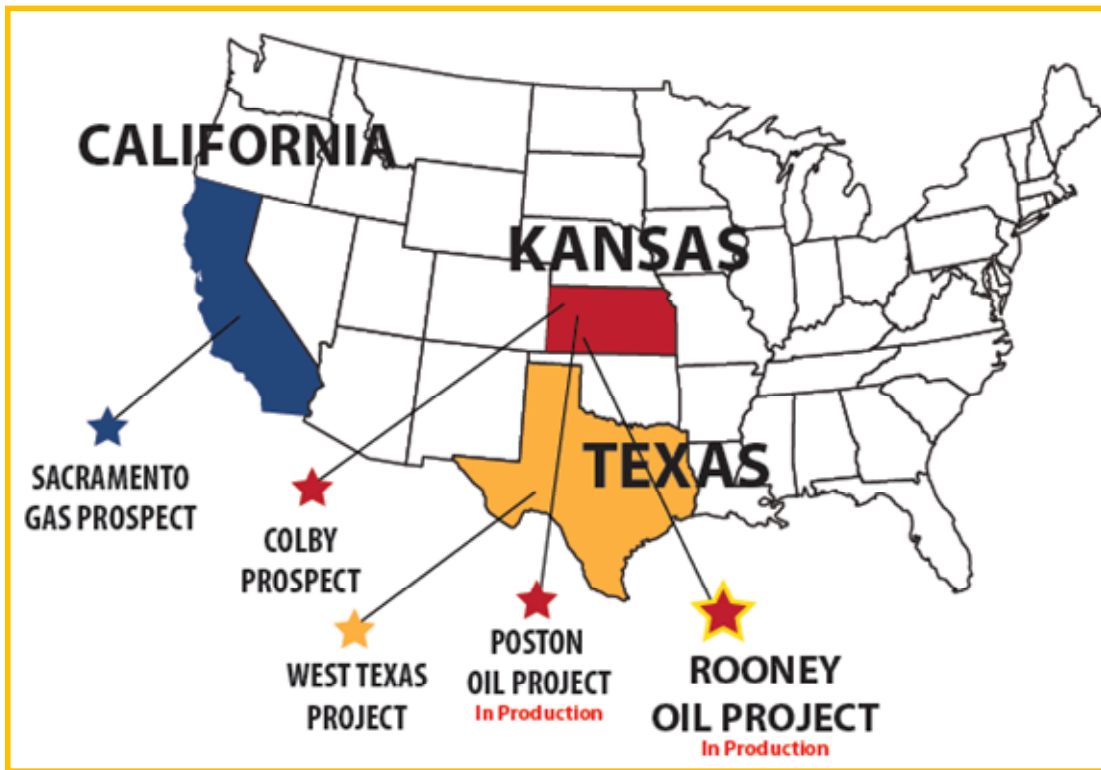 CALIFORNIA
KANSAS
TEXAS
SACRAMENTO
GAS PROSPECT
COLBY
PROSPECT
WEST TEXAS
PROJECT
POSTON
OIL PROJECT
In Production
ROONEY
OIL PROJECT
In Production